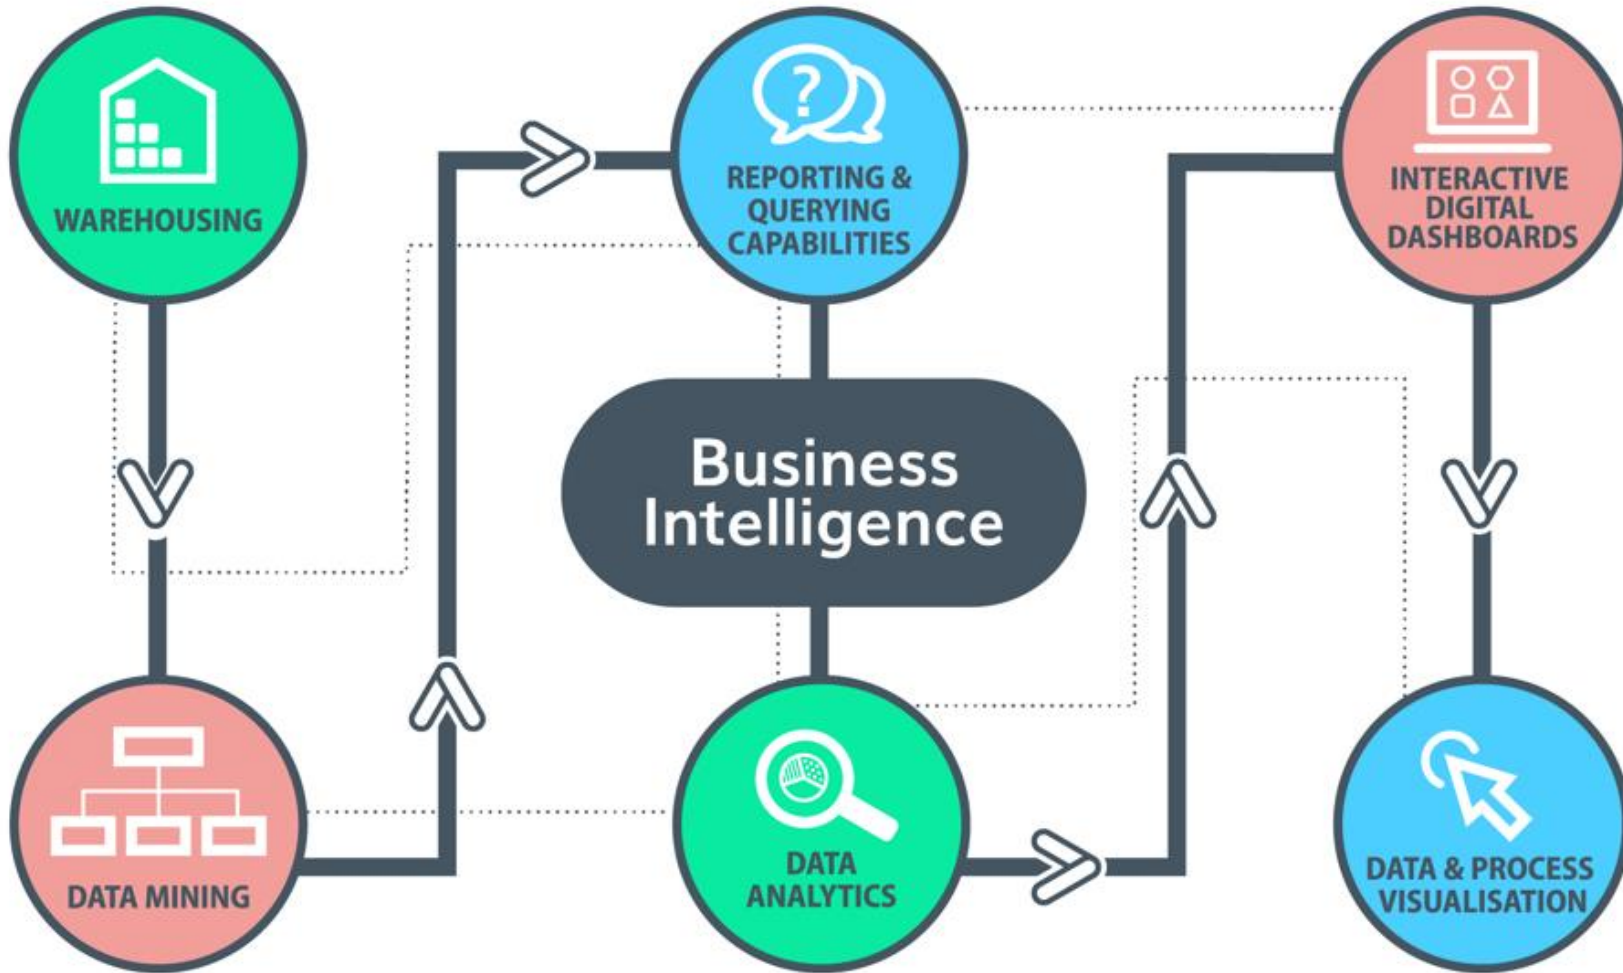 WAREHOUSING
?
REPORTING &
QUERYING
CAPABILITIES
INTERACTIVE
DIGITAL
DASHBOARDS
Business
Intelligence
DATA MINING
DATA
ANALYTICS
DATA & PROCESS
VISUALISATION